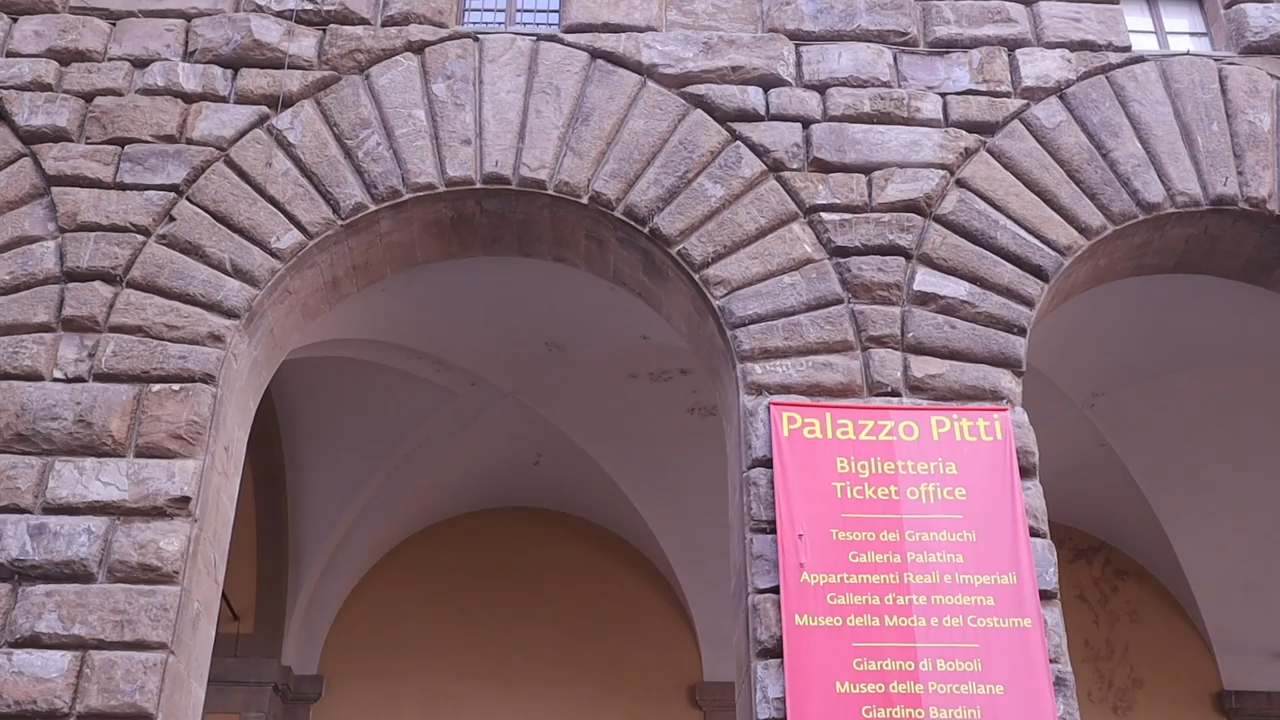 Palazzo Pitti
Biglietteria
Ticket office
Tesoro dei Granduchi
Galleria Palatina
Appartamenti Reali e Imperiali
Galleria d'arte moderna
Museo della Moda e del Costume
Giardino di Boboli
Museo delle Porcellane
Giardino Bardini